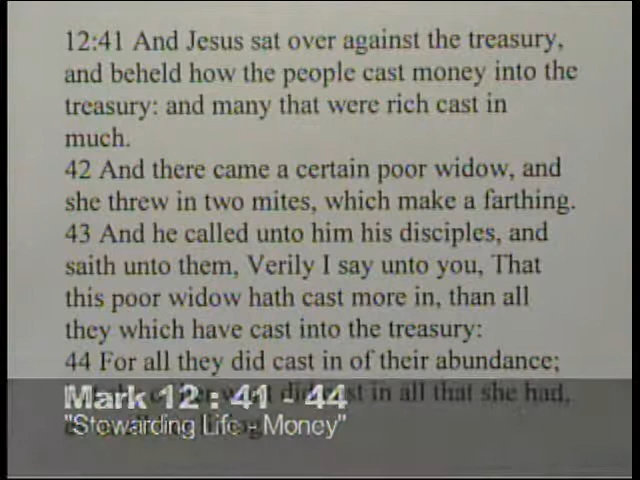 12:41 And Jesus sat over against the treasury,
and beheld how the people cast money into the
treasury: and many that were rich cast in
much.
42 And there came a certain poor widow, and
she threw in two mites, which make a farthing.
43 And he called unto him his disciples, and
saith unto them, Verily I say unto you, That
this poor widow hath cast more in, than all
they which have cast into the treasury:
44 For all they did cast in of their abundance;
in all that she had,
Mark 12 : 41 - 44
"Stewarding Life - Money"